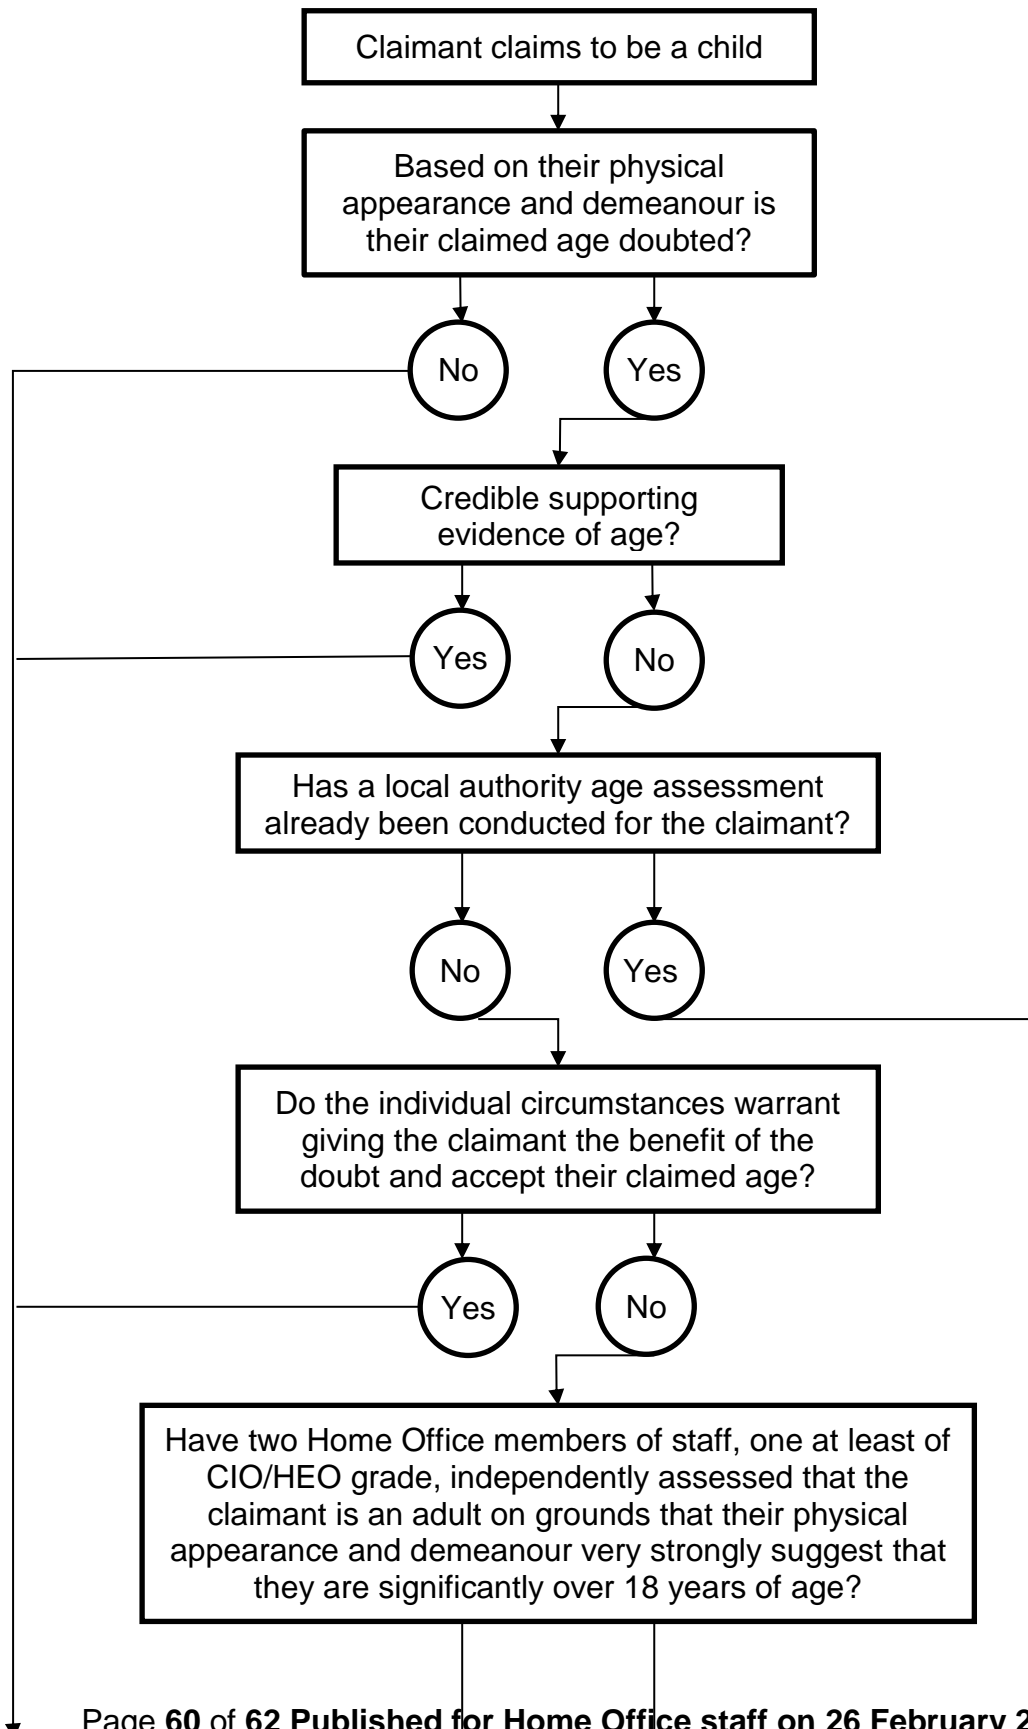 Claimant claims to be a child
Based on their physical
appearance and demeanour is
their claimed age doubted?
No
Yes
Credible supporting
evidence of age?
Yes
No
Has a local authority age assessment
already been conducted for the claimant?
No
Yes
Do the individual circumstances warrant
giving the claimant the benefit of the
doubt and accept their claimed age?
Yes
No
Have two Home Office members of staff, one at least of
CIO/HEO grade, independently assessed that the
claimant is an adult on grounds that their physical
appearance and demeanour very strongly suggest that
they are significantly over 18 years of age?
Page 60 of 62 Published for Home Office staff on 26 February 2